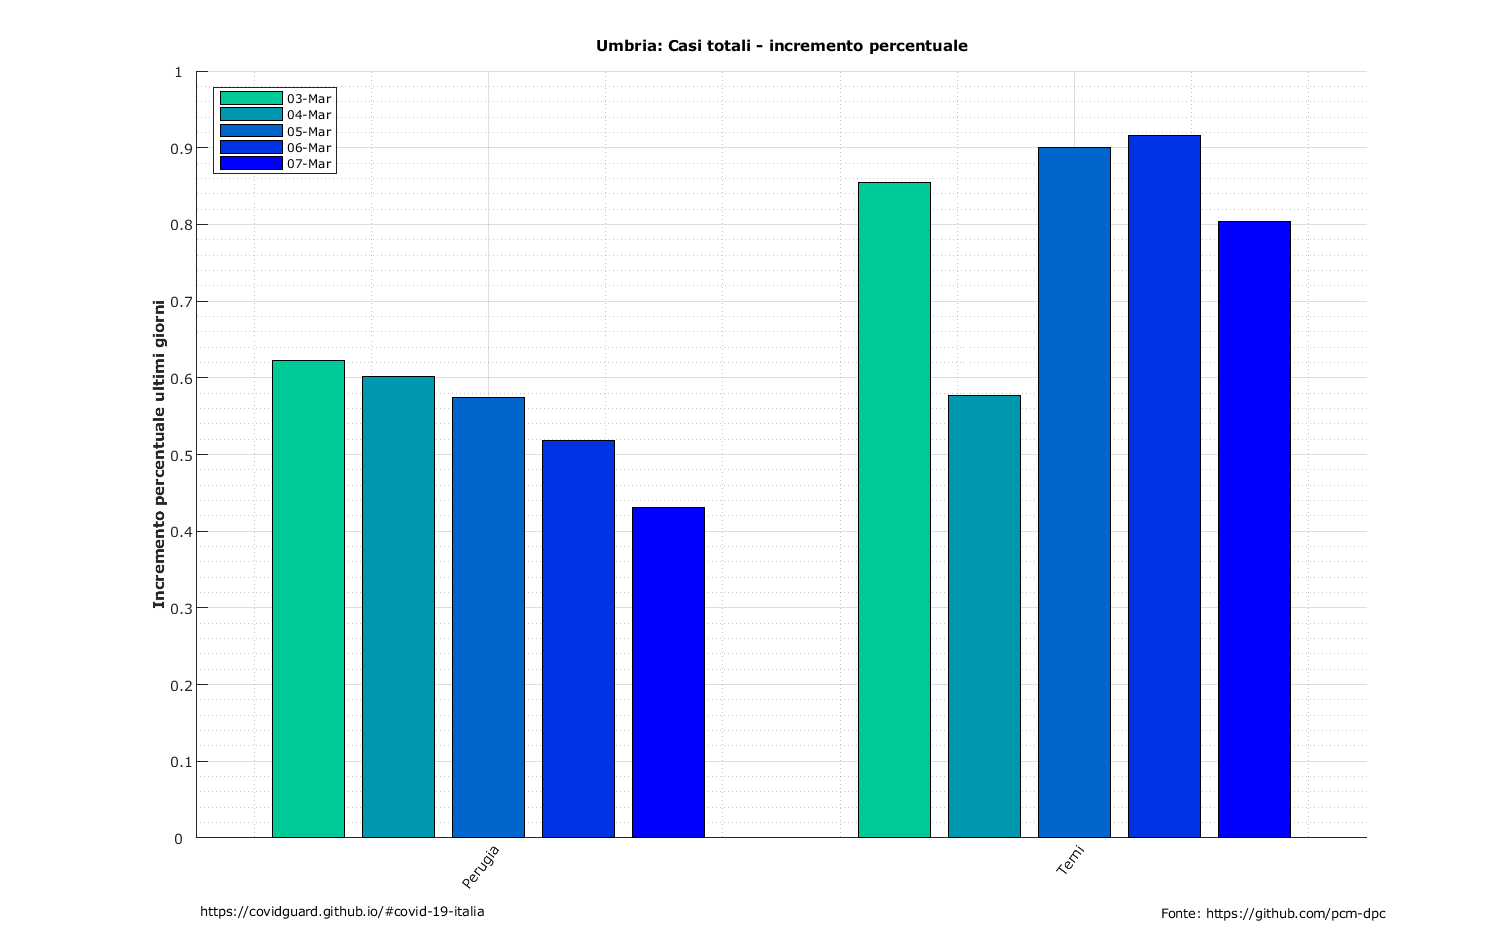 Umbria: Casi totali - incremento percentuale
1
0.9
0.8
0.7
0.6
0.5
0.4
0.3
0.2
0.1
0
Incremento percentuale ultimi giorni
03-Mar
04-Mar
05-Mar
06-Mar
07-Mar
Perugia
Terni
https://covidguard.github.io/#covid-19-italia
Fonte: https://github.com/pcm-dpc